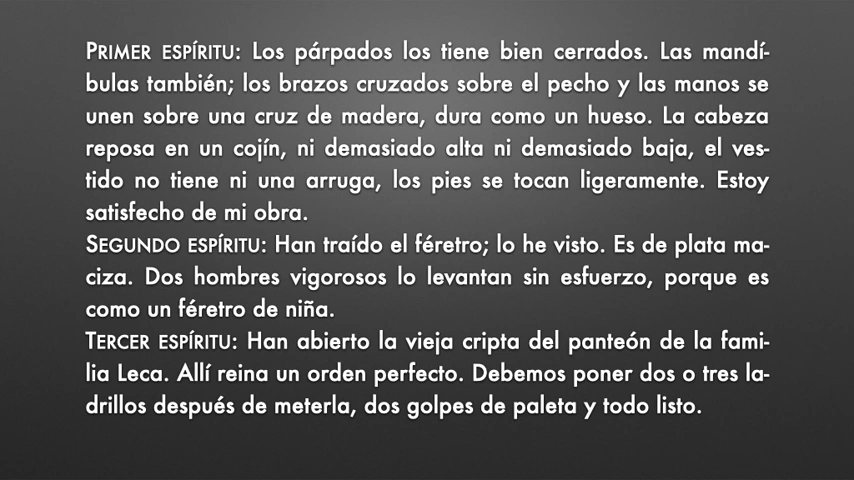 PRIMER ESPÍRITU: Los párpados los tiene bien cerrados. Las mandí-
bulas también; los brazos cruzados sobre el pecho y las manos se
unen sobre una cruz de madera, dura como un hueso. La cabeza
reposa en un cojín, ni demasiado alta ni demasiado baja, el ves-
tido no tiene ni una arruga, los pies se tocan ligeramente. Estoy
satisfecho de mi obra.
SEGUNDO ESPÍRITU: Han traído el féretro; lo he visto. Es de plata ma-
ciza. Dos hombres vigorosos lo levantan sin esfuerzo, porque es
como un féretro de niña.
TERCER ESPÍRITU: Han abierto la vieja cripta del panteón de la fami-
lia Leca. Allí reina un orden perfecto. Debemos poner dos o tres la-
drillos después de meterla, dos golpes de paleta y todo listo.